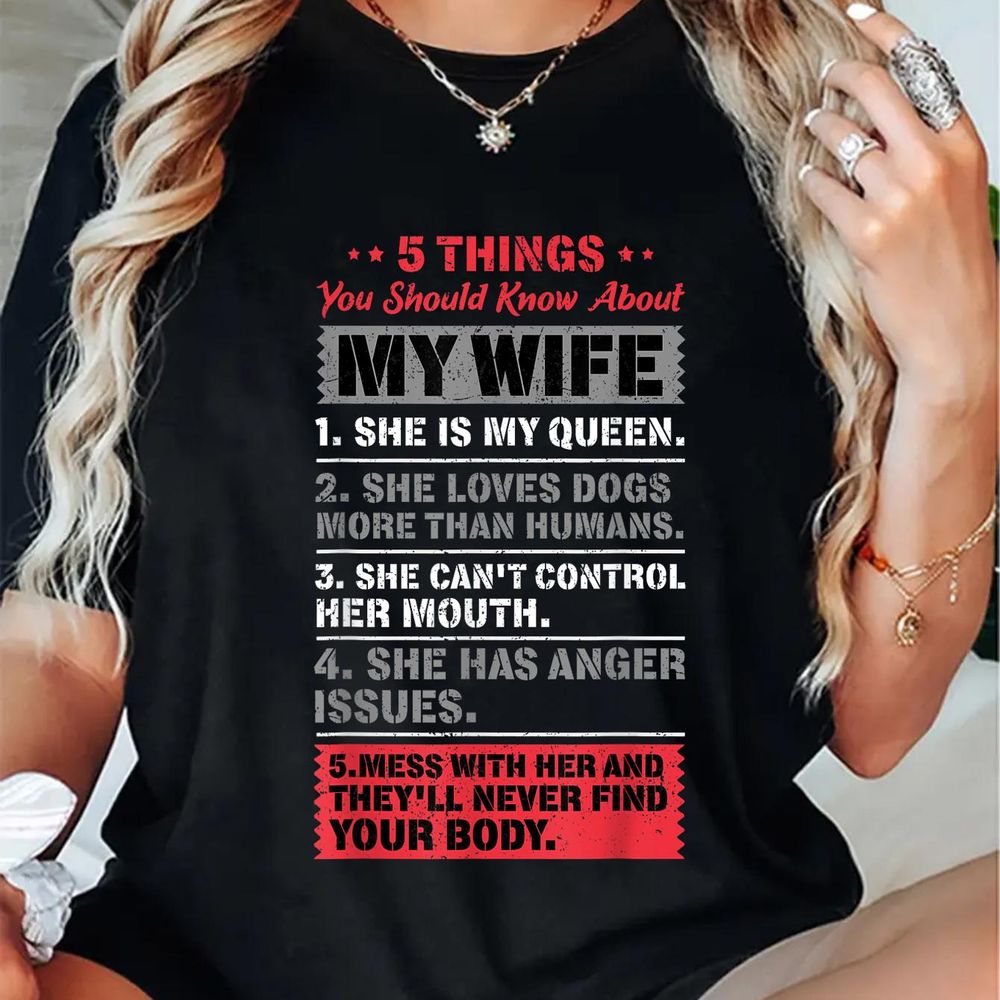 5 THINGS
You Should Know About
MY WIFE
1. SHE IS MY QUEEN.
2. SHE LOVES DOGS
MORE THAN HUMANS.
3. SHE CAN'T CONTROL
HER MOUTH.
4. SHE HAS ANGER
ISSUES.
5.MESS WITH HER AND
THEY'LL NEVER FIND
YOUR BODY.